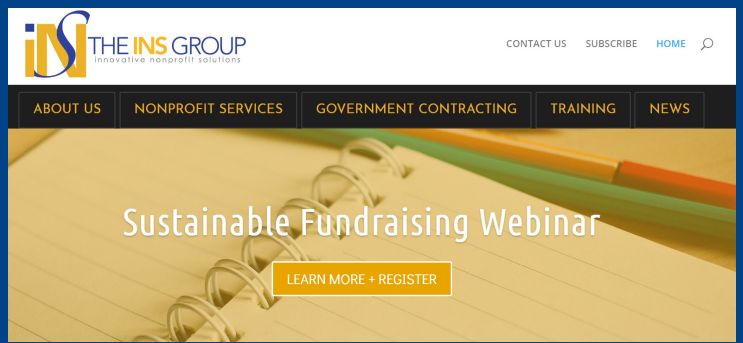 iNS THE INS GROUP
innovative nonprofit solutions
CONTACT US SUBSCRIBE HOME
ABOUT US NONPROFIT SERVICES GOVERNMENT CONTRACTING TRAINING NEWS
Sustainable Fundraising Webinar
LEARN MORE + REGISTER